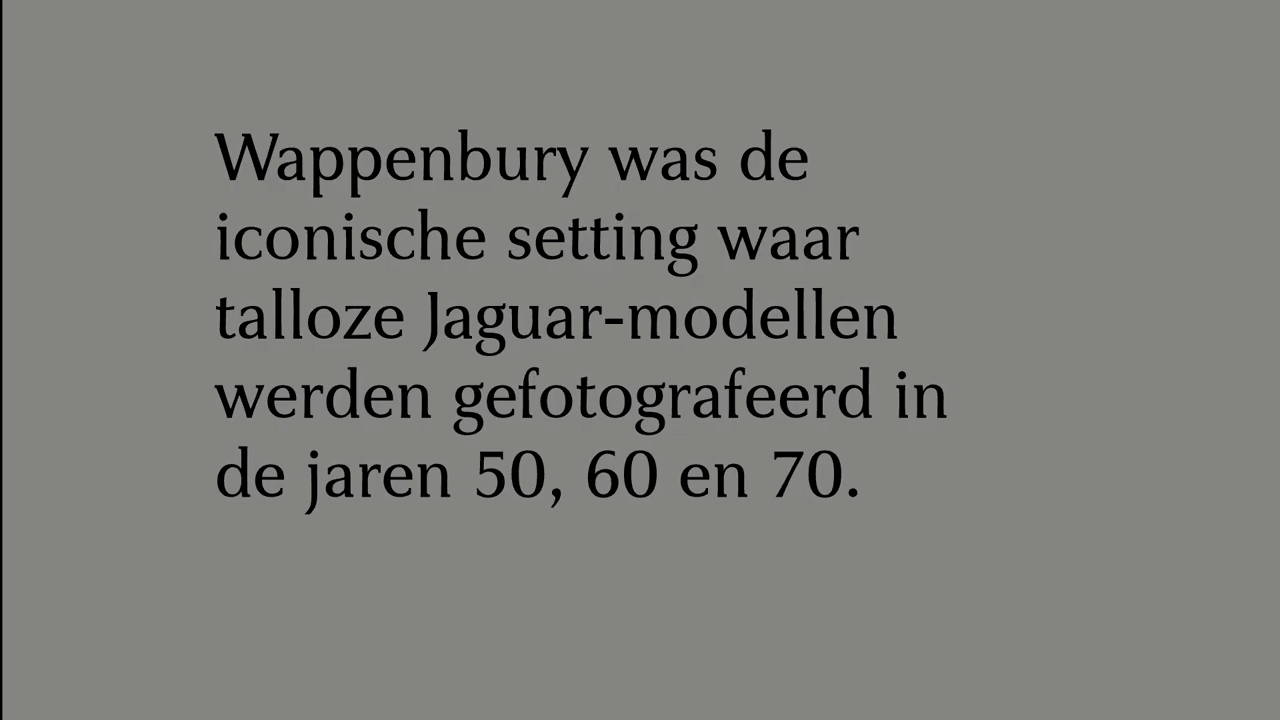 Wappenbury was de
iconische setting waar
talloze Jaguar-modellen
werden gefotografeerd in
de jaren 50, 60 en 70.